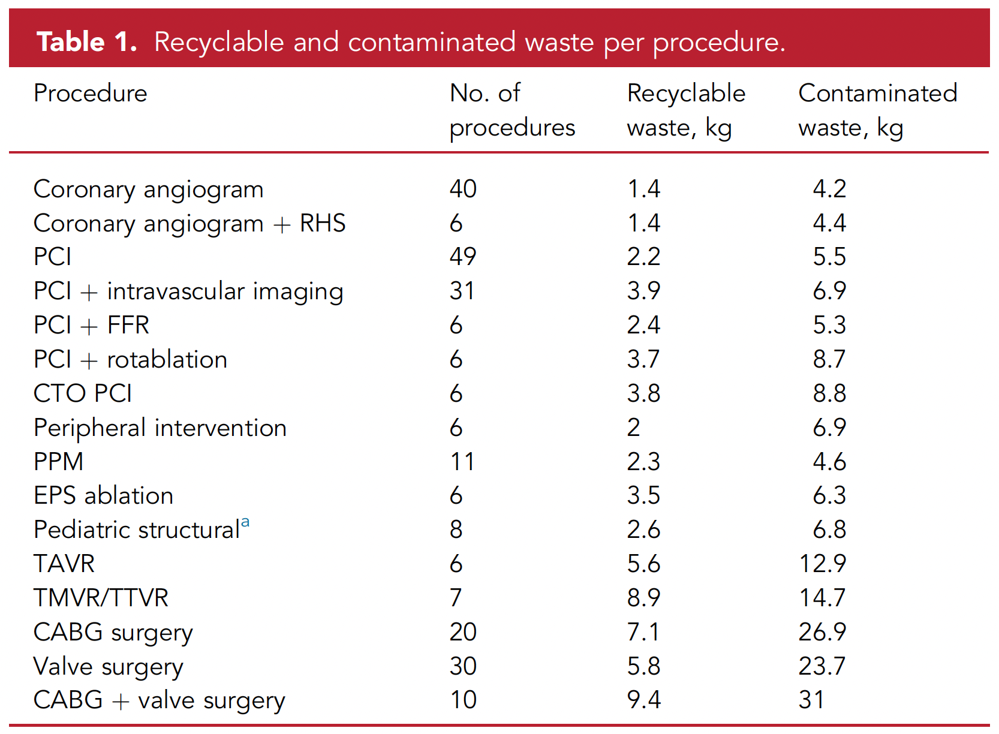 Table 1. Recyclable and contaminated waste per procedure.
Procedure No. of procedures Recyclable waste, kg Contaminated waste, kg
Coronary angiogram 40 1.4 4.2
Coronary angiogram + RHS 6 1.4 4.4
PCI 49 2.2 5.5
PCI + intravascular imaging 31 3.9 6.9
PCI + FFR 6 2.4 5.3
PCI + rotablation 6 3.7 8.7
CTO PCI 6 3.8 8.8
Peripheral intervention 6 2 6.9
PPM 11 2.3 4.6
EPS ablation 6 3.5 6.3
Pediatric structuralᵃ 8 2.6 6.8
TAVR 6 5.6 12.9
TMVR/TTVR 7 8.9 14.7
CABG surgery 20 7.1 26.9
Valve surgery 30 5.8 23.7
CABG + valve surgery 10 9.4 31